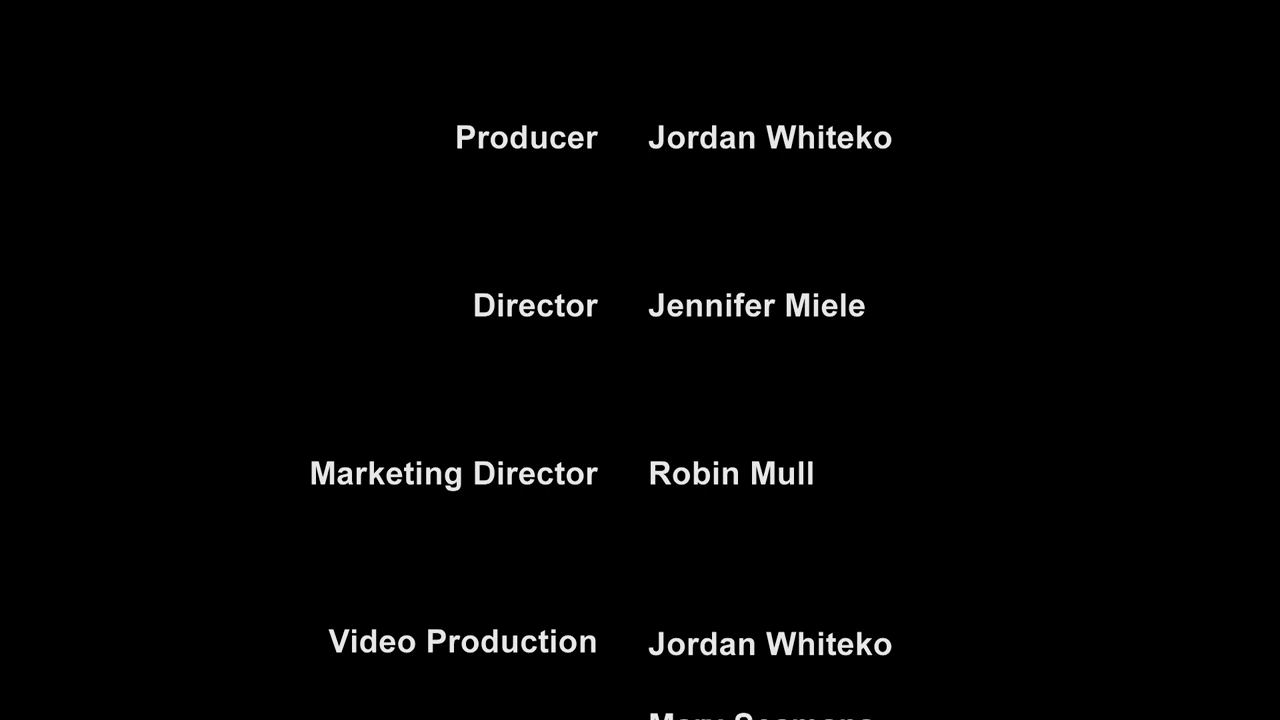 Producer Jordan Whiteko
Director Jennifer Miele
Marketing Director Robin Mull
Video Production Jordan Whiteko